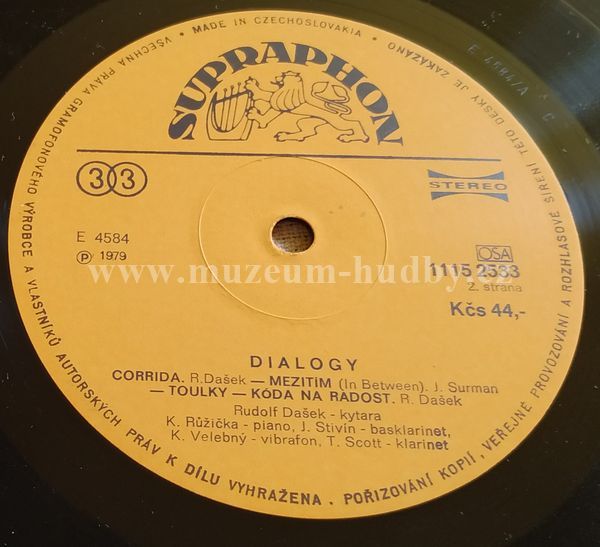 VŠECHNA PRÁVA GRAMOFONOVÉHO VÝROBCE A VLASTNÍKŮ AUTORSKÝCH PRÁV K DÍLU VYHRAŽENA . POŘIZOVÁNÍ KOPIÍ, VEŘEJNÉ PROVOZOVÁNÍ A ROZHLASOVÉ ŠÍŘENÍ TÉTO DESKY JE ZAKÁZÁNO
• MADE IN CZECHOSLOVAKIA •
E 4584/A
SUPRAPHON
33
STEREO
E 4584
P 1979
OSA
1115 2533
2. strana
Kčs 44,-
www.muzeum-hudby.
DIALOGY
CORRIDA. R. Dašek — MEZITÍM (In Between). J. Surman
— TOULKY — KÓDA NA RADOST. R. Dašek
Rudolf Dašek - kytara
K. Růžička - piano, J. Stivín - basklarinet,
K. Velebný - vibrafon, T. Scott - klarinet